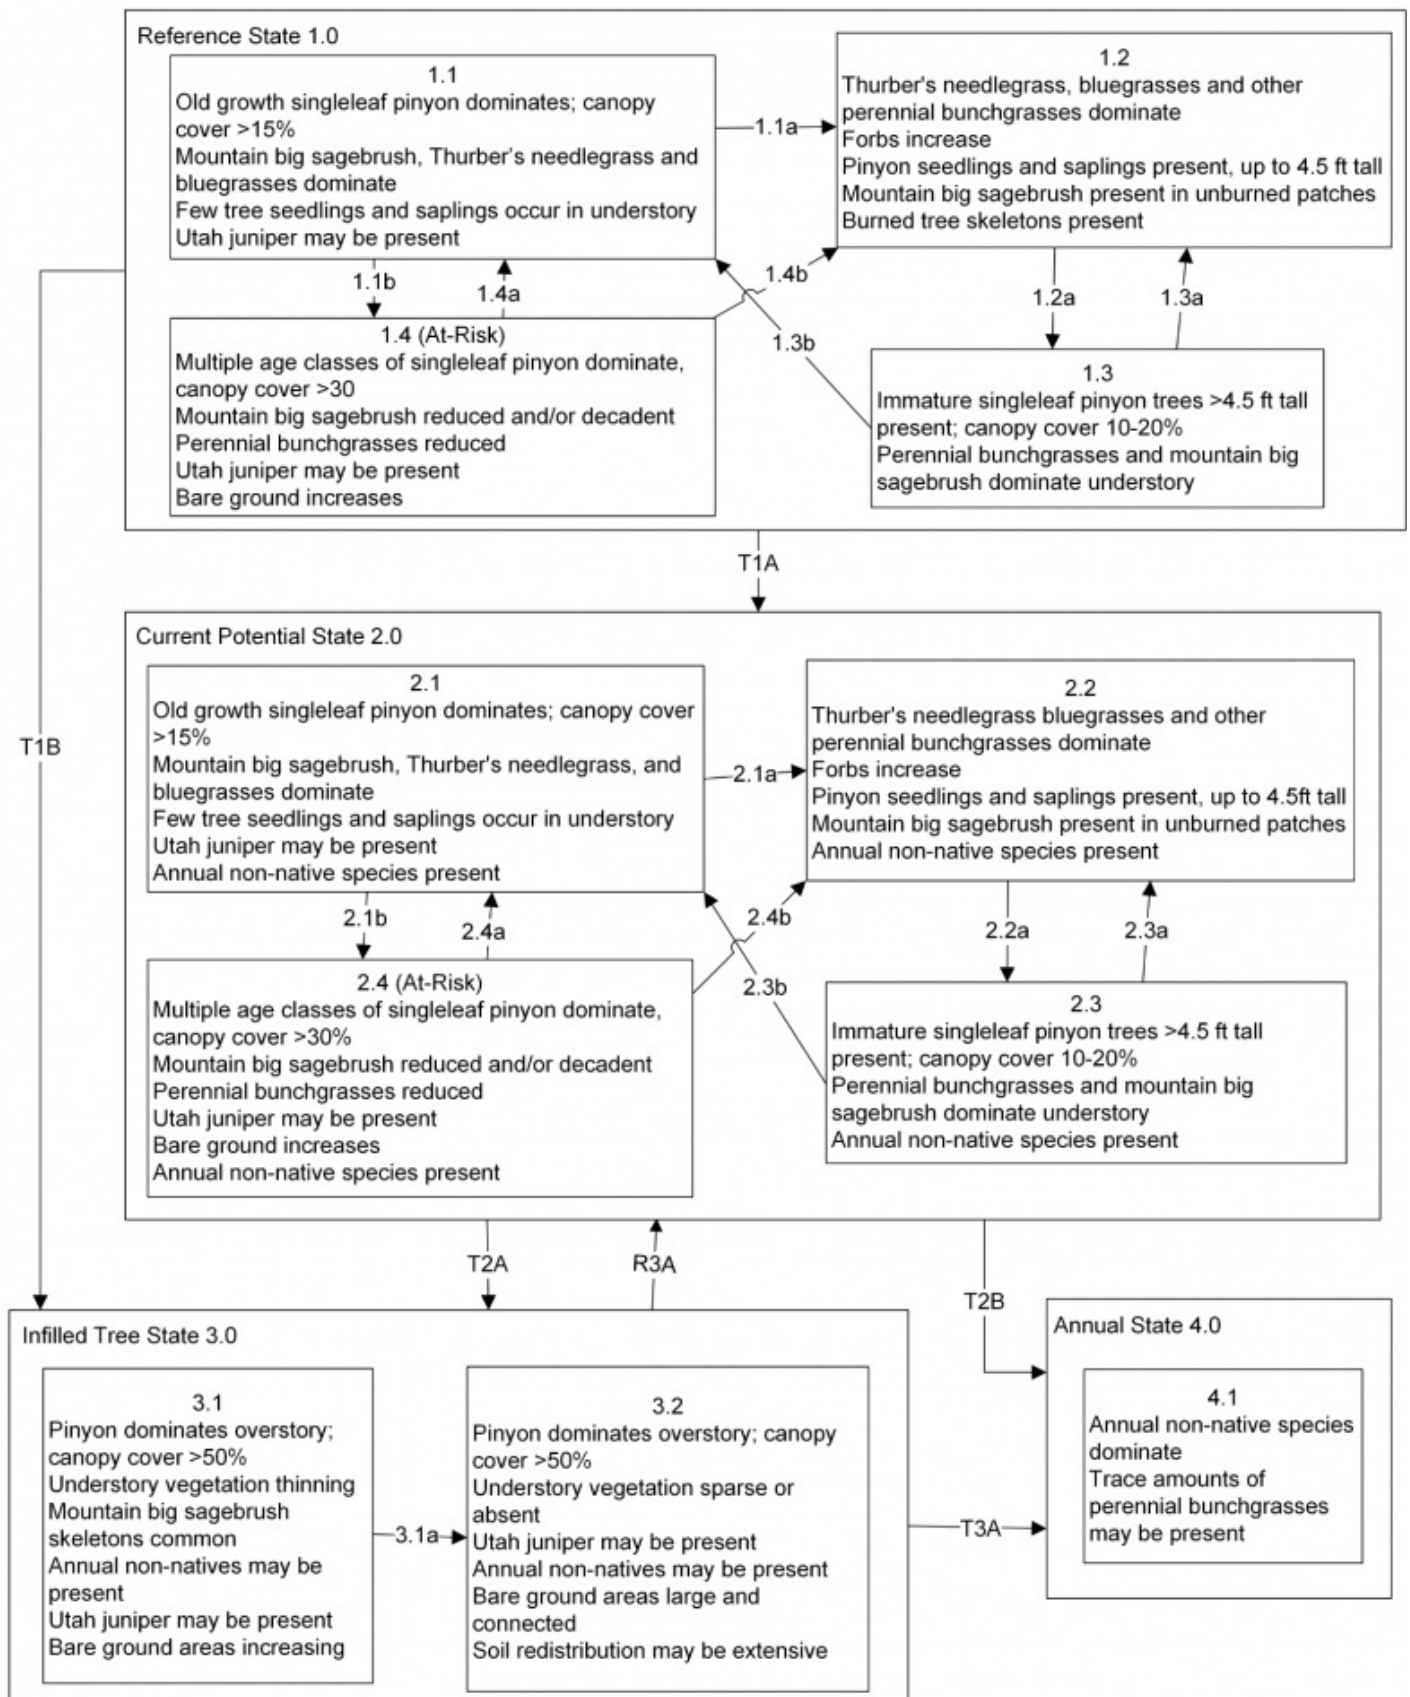 Reference State 1.0
1.1
Old growth singleleaf pinyon dominates; canopy
cover >15%
Mountain big sagebrush, Thurber's needlegrass and
bluegrasses dominate
Few tree seedlings and saplings occur in understory
Utah juniper may be present
1.1a
1.2
Thurber's needlegrass, bluegrasses and other
perennial bunchgrasses dominate
Forbs increase
Pinyon seedlings and saplings present, up to 4.5 ft tall
Mountain big sagebrush present in unburned patches
Burned tree skeletons present
1.1b
1.4a
1.4b
1.3b
1.2a
1.3a
1.4 (At-Risk)
Multiple age classes of singleleaf pinyon dominate,
canopy cover >30
Mountain big sagebrush reduced and/or decadent
Perennial bunchgrasses reduced
Utah juniper may be present
Bare ground increases
1.3
Immature singleleaf pinyon trees >4.5 ft tall
present; canopy cover 10-20%
Perennial bunchgrasses and mountain big
sagebrush dominate understory
T1A
T1B
Current Potential State 2.0
2.1
Old growth singleleaf pinyon dominates; canopy cover
>15%
Mountain big sagebrush, Thurber's needlegrass, and
bluegrasses dominate
Few tree seedlings and saplings occur in understory
Utah juniper may be present
Annual non-native species present
2.1a
2.2
Thurber's needlegrass bluegrasses and other
perennial bunchgrasses dominate
Forbs increase
Pinyon seedlings and saplings present, up to 4.5ft tall
Mountain big sagebrush present in unburned patches
Annual non-native species present
2.1b
2.4a
2.4b
2.3b
2.2a
2.3a
2.4 (At-Risk)
Multiple age classes of singleleaf pinyon dominate,
canopy cover >30%
Mountain big sagebrush reduced and/or decadent
Perennial bunchgrasses reduced
Utah juniper may be present
Bare ground increases
Annual non-native species present
2.3
Immature singleleaf pinyon trees >4.5 ft tall
present; canopy cover 10-20%
Perennial bunchgrasses and mountain big
sagebrush dominate understory
Annual non-native species present
T2A
R3A
T2B
Infilled Tree State 3.0
3.1
Pinyon dominates overstory;
canopy cover >50%
Understory vegetation thinning
Mountain big sagebrush
skeletons common
Annual non-natives may be
present
Utah juniper may be present
Bare ground areas increasing
3.1a
3.2
Pinyon dominates overstory; canopy
cover >50%
Understory vegetation sparse or
absent
Utah juniper may be present
Annual non-natives may be present
Bare ground areas large and
connected
Soil redistribution may be extensive
T3A
Annual State 4.0
4.1
Annual non-native species
dominate
Trace amounts of
perennial bunchgrasses
may be present